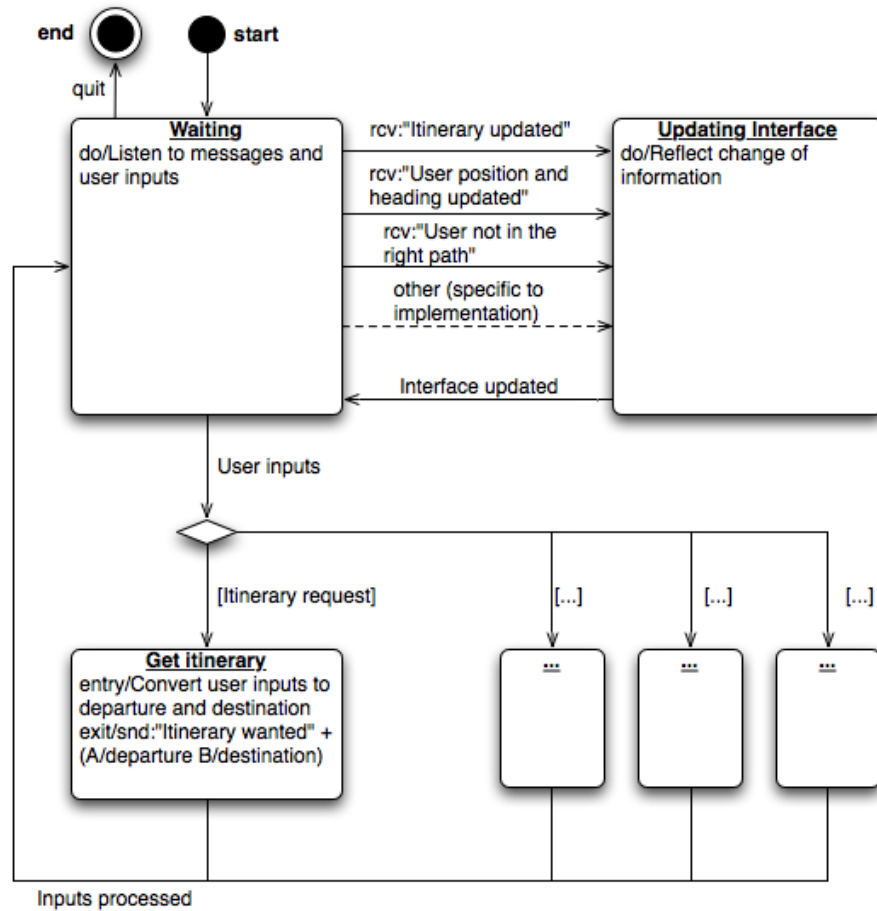 end
start
quit
Waiting
do/Listen to messages and
user inputs
rcv:"Itinerary updated"
rcv:"User position and
heading updated"
rcv:"User not in the
right path"
other (specific to
implementation)
Interface updated
Updating Interface
do/Reflect change of
information
User inputs
[Itinerary request]
[...]
[...]
[...]
Get itinerary
entry/Convert user inputs to
departure and destination
exit/snd:"Itinerary wanted" +
(A/departure B/destination)
...
...
...
Inputs processed